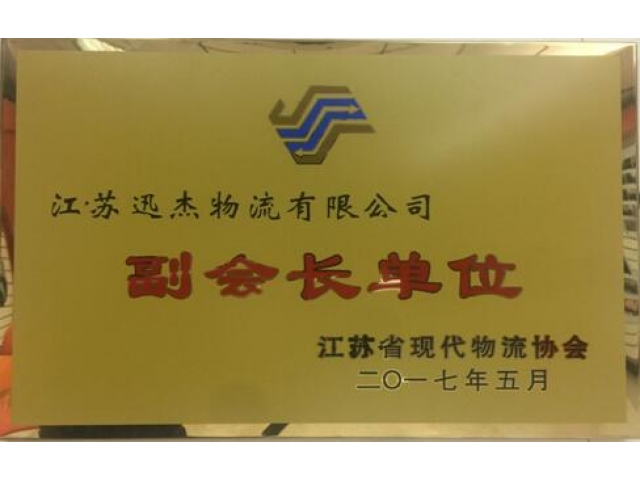 江苏迅杰物流有限公司
副会长单位
江苏省现代物流协会
二〇一七年五月